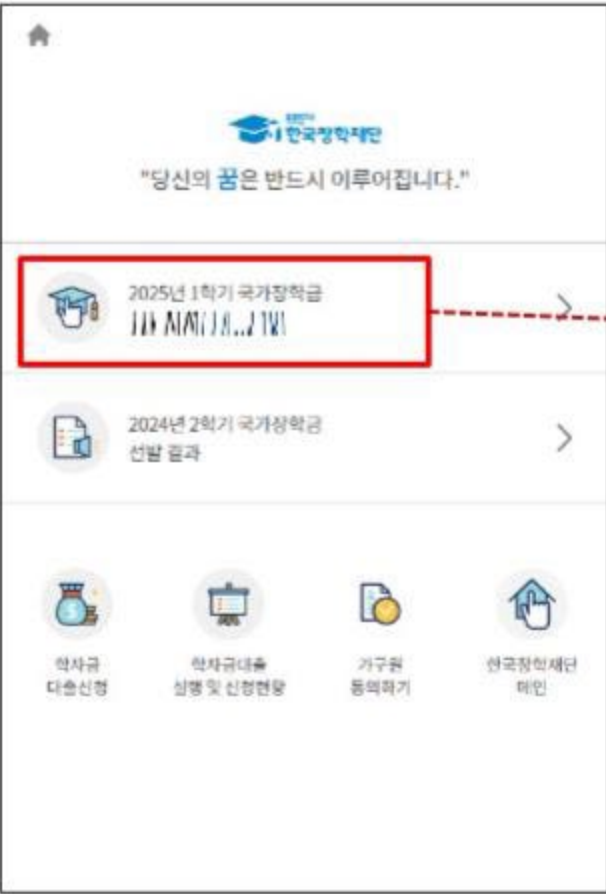 한국장학재단
"당신의 꿈은 반드시 이루어집니다."
2025년 1학기 국가장학금
2024년 2학기 국가장학금
선발 결과
학자금
대출신청
학자금대출
실행 및 신청현황
가구원
동의하기
한국장학재단
메인